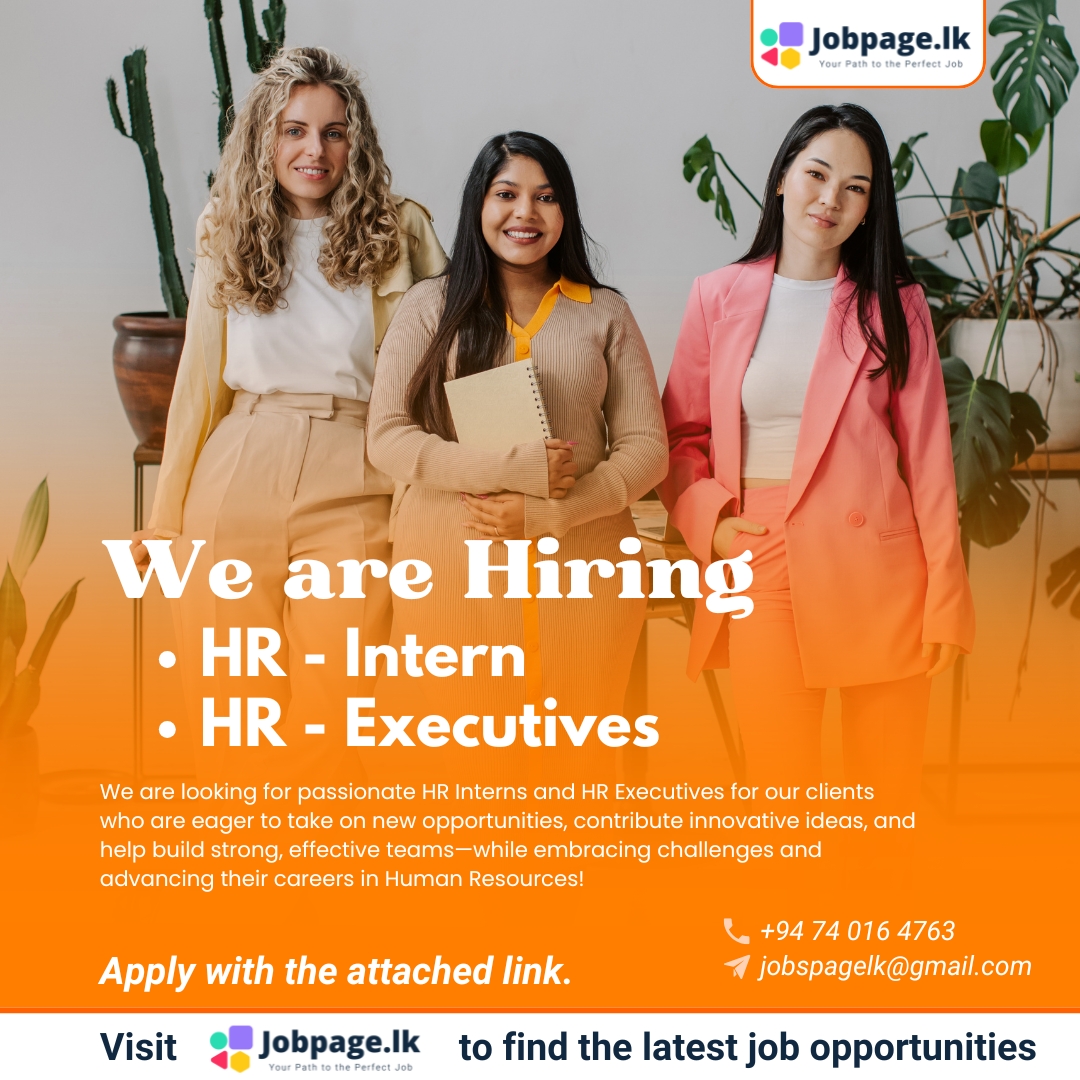 Jobpage.lk
Your Path to the Perfect Job
We are Hiring
• HR - Intern
• HR - Executives
We are looking for passionate HR Interns and HR Executives for our clients
who are eager to take on new opportunities, contribute innovative ideas, and
help build strong, effective teams—while embracing challenges and
advancing their careers in Human Resources!
+94 74 016 4763
jobspagelk@gmail.com
Apply with the attached link.
Visit Jobpage.lk to find the latest job opportunities
Your Path to the Perfect Job